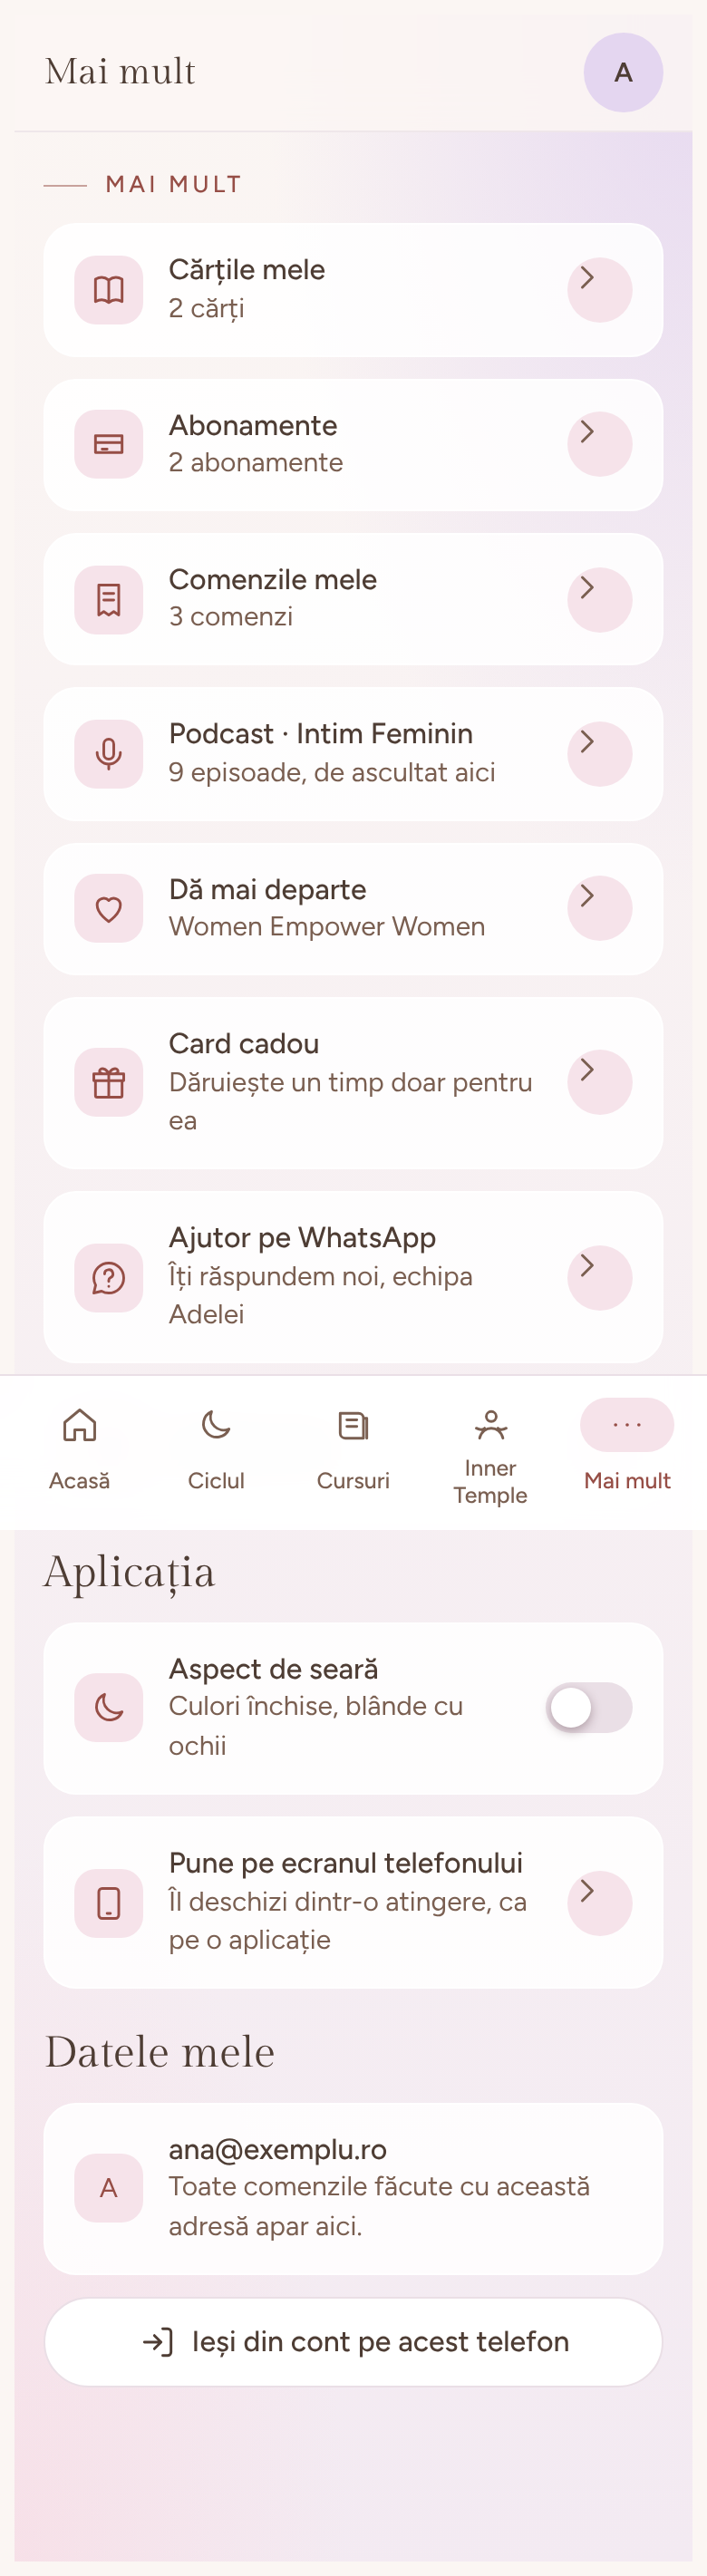 Mai mult
A
MAI MULT
Cărțile mele
2 cărți
Abonamente
2 abonamente
Comenzile mele
3 comenzi
Podcast · Intim Feminin
9 episoade, de ascultat aici
Dă mai departe
Women Empower Women
Card cadou
Dăruiește un timp doar pentru
ea
Ajutor pe WhatsApp
Îți răspundem noi, echipa
Adelei
Acasă
Ciclul
Cursuri
Inner
Temple
Mai mult
Aplicația
Aspect de seară
Culori închise, blânde cu
ochii
Pune pe ecranul telefonului
Îl deschizi dintr-o atingere, ca
pe o aplicație
Datele mele
A
ana@exemplu.ro
Toate comenzile făcute cu această
adresă apar aici.
Ieși din cont pe acest telefon